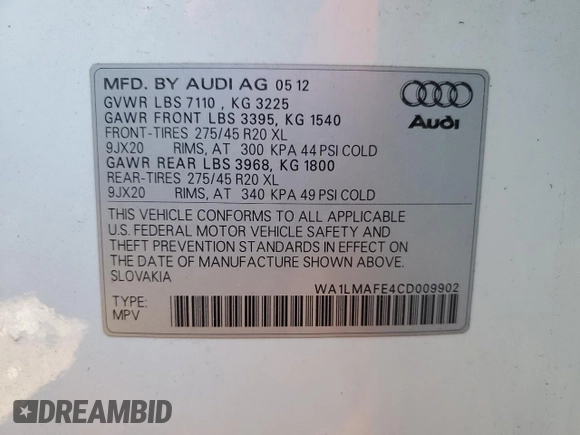 MFD. BY AUDI AG 05 12
GVWR LBS 7110 , KG 3225
GAWR FRONT LBS 3395, KG 1540
FRONT-TIRES 275/45 R20 XL
9JX20 RIMS, AT 300 KPA 44 PSI COLD
GAWR REAR LBS 3968, KG 1800
REAR-TIRES 275/45 R20 XL
9JX20 RIMS, AT 340 KPA 49 PSI COLD
Audi
THIS VEHICLE CONFORMS TO ALL APPLICABLE
U.S. FEDERAL MOTOR VEHICLE SAFETY AND
THEFT PREVENTION STANDARDS IN EFFECT ON
THE DATE OF MANUFACTURE SHOWN ABOVE.
SLOVAKIA
WA1LMAFE4CD009902
TYPE:
MPV
DREAMBID